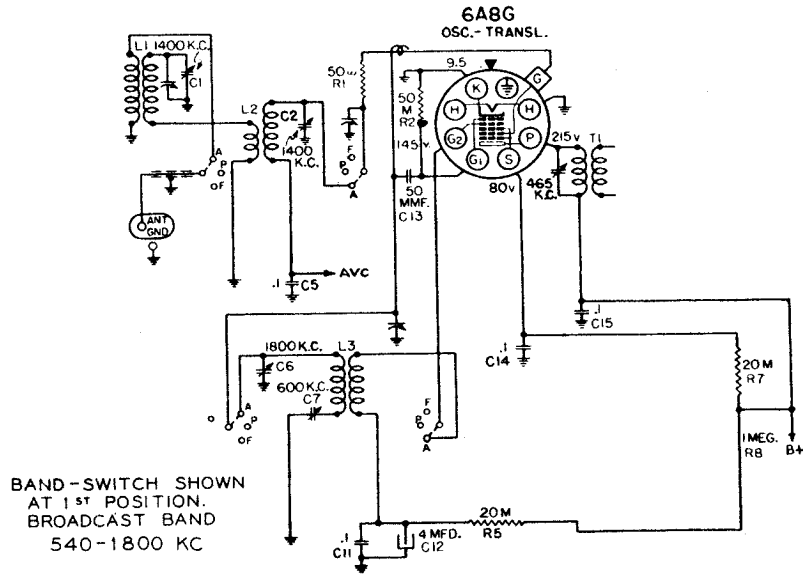 6A8G
OSC.-TRANSL.
L1 1400 K.C.
C1
50ω
R1
9.5
G
K
H
H
G2
P
G1
S
50
M
R2
145 v.
215 v
T1
465
K.C.
80 v
L2
C2
1400
K.C.
F
P
A
A
P
F
50
MMF.
C13
ANT
GND
.1
C5
AVC
.1
C15
.1
C14
20 M
R7
1 MEG.
R8
B+
1800 K.C.
L3
C6
600 K.C.
C7
A
P
F
F
P
A
BAND-SWITCH SHOWN
AT 1ST POSITION.
BROADCAST BAND
540-1800 KC
.1
C11
4 MFD.
C12
20 M
R5